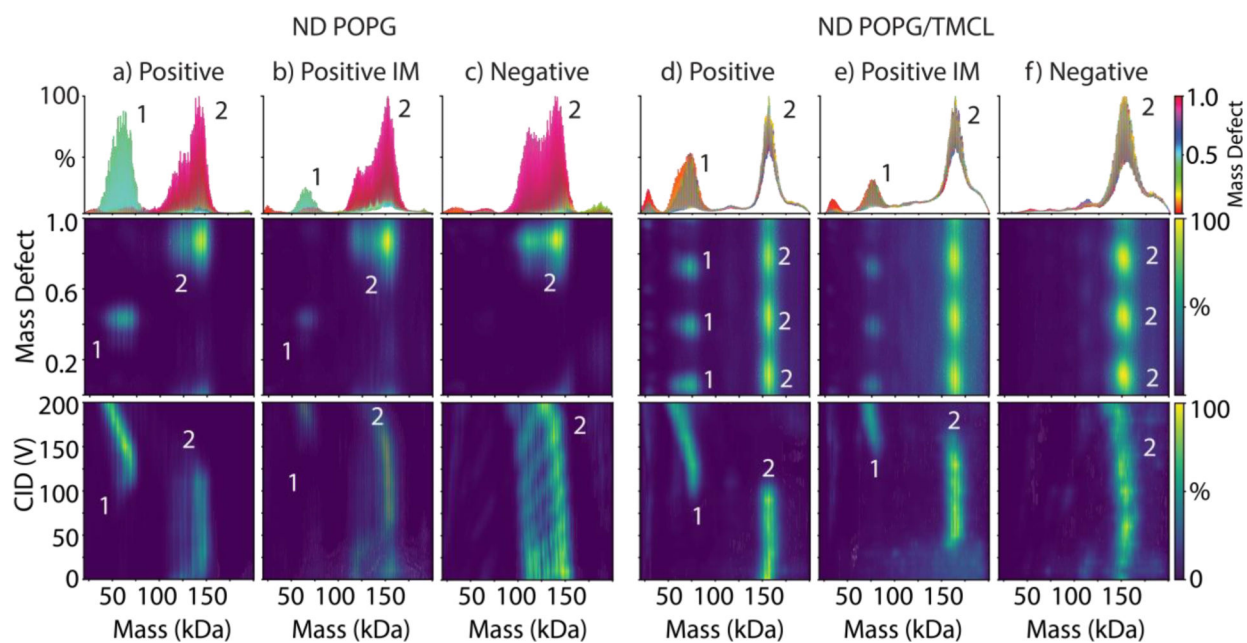 ND POPG
ND POPG/TMCL
a) Positive
b) Positive IM
c) Negative
d) Positive
e) Positive IM
f) Negative
100
%
1
2
1
2
2
1
2
1
2
2
1.0
0.5
0
Mass Defect
Mass Defect
1.0
0.6
0.2
1
2
2
2
1
1
1
2
2
2
2
2
2
100
%
CID (V)
200
150
100
50
0
1
2
1
2
2
1
2
1
2
2
100
%
0
50 100 150
50 100 150
50 100 150
50 100 150
50 100 150
50 100 150
Mass (kDa)
Mass (kDa)
Mass (kDa)
Mass (kDa)
Mass (kDa)
Mass (kDa)